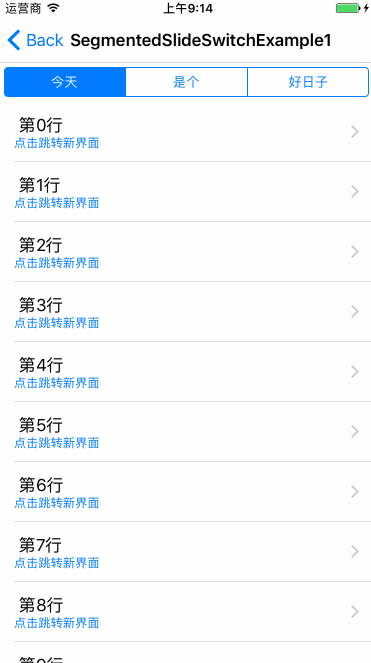 运营商 上午9:14
Back SegmentedSlideSwitchExample1
今天 是个 好日子
第0行
点击跳转新界面
第1行
点击跳转新界面
第2行
点击跳转新界面
第3行
点击跳转新界面
第4行
点击跳转新界面
第5行
点击跳转新界面
第6行
点击跳转新界面
第7行
点击跳转新界面
第8行
点击跳转新界面
第9行